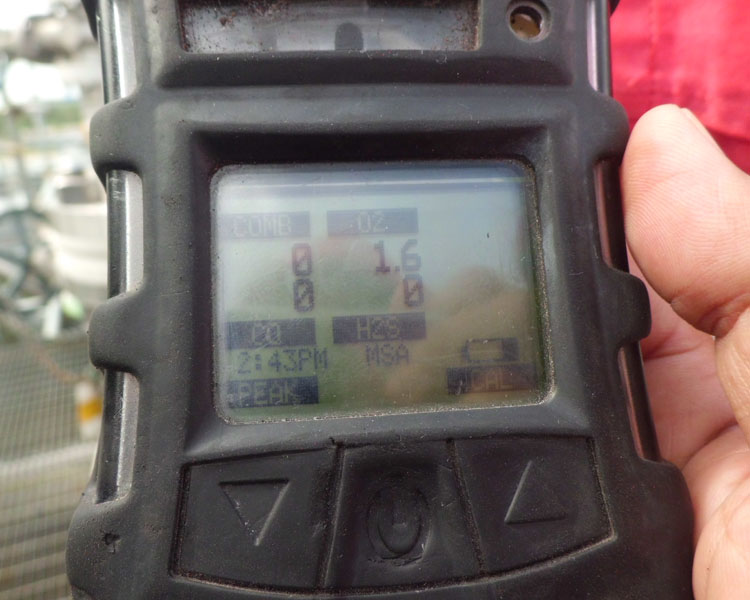 COMB O2
0 1.6
0 0
CO H2S
2:43PM MSA
PEAK CAL